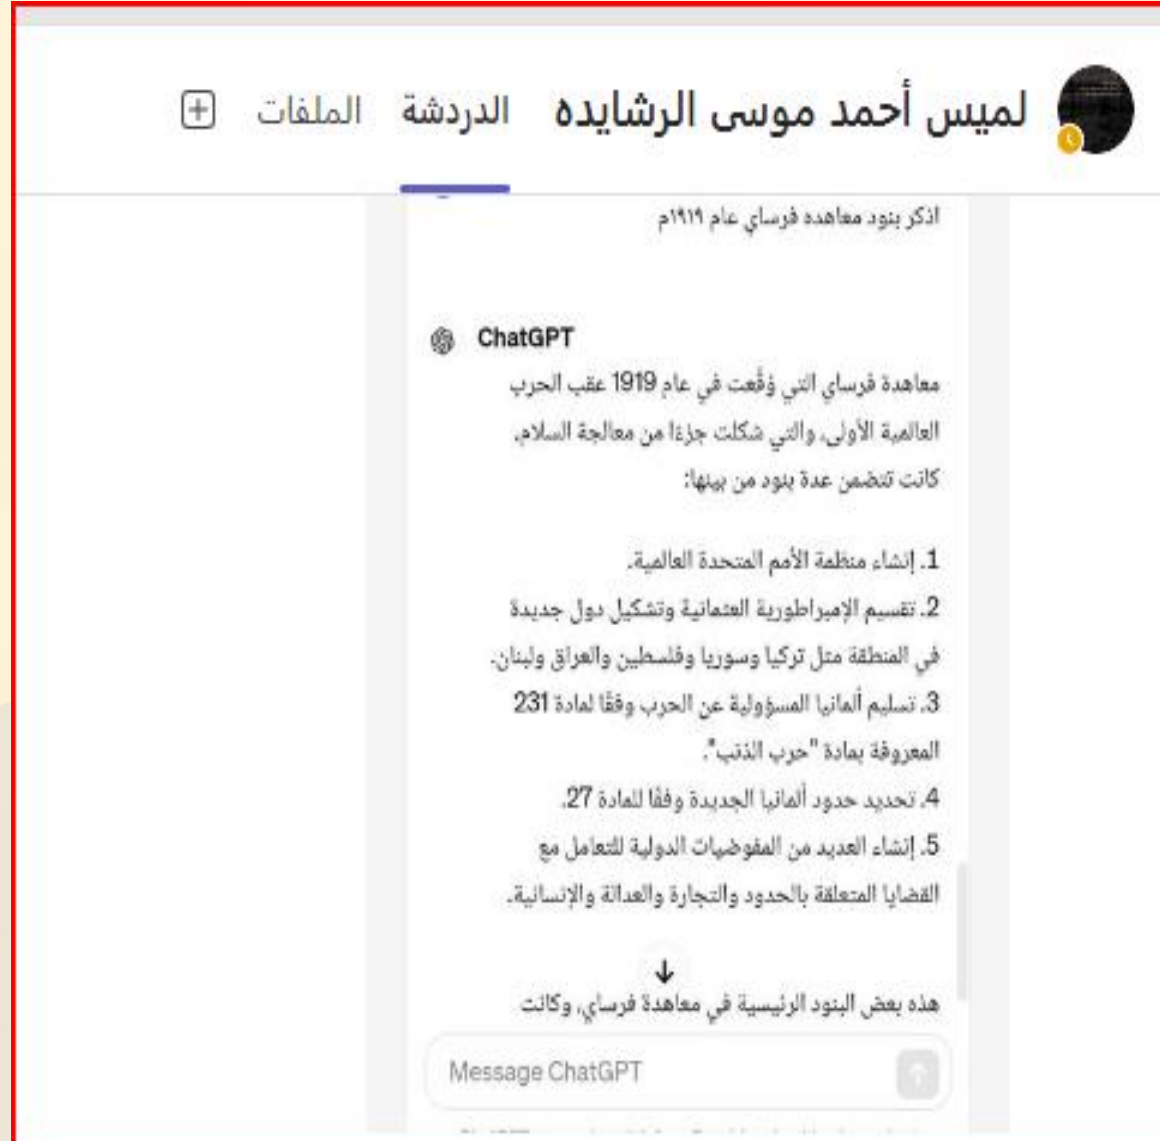 لميس أحمد موسى الرشايده الدردشة الملفات
اذكر بنود معاهده فرساي عام ١٩١٩م
ChatGPT
معاهدة فرساي التي وُقِّعت في عام 1919 عقب الحرب
العالمية الأولى، والتي شكلت جزءًا من معالجة السلام،
كانت تتضمن عدة بنود من بينها:
1. إنشاء منظمة الأمم المتحدة العالمية.
2. تقسيم الإمبراطورية العثمانية وتشكيل دول جديدة
في المنطقة مثل تركيا وسوريا وفلسطين والعراق ولبنان.
3. تسليم ألمانيا المسؤولية عن الحرب وفقًا لمادة 231
المعروفة بمادة "حرب الذنب".
4. تحديد حدود ألمانيا الجديدة وفقًا للمادة 27.
5. إنشاء العديد من المفوضيات الدولية للتعامل مع
القضايا المتعلقة بالحدود والتجارة والعدالة والإنسانية.
هذه بعض البنود الرئيسية في معاهدة فرساي، وكانت
Message ChatGPT